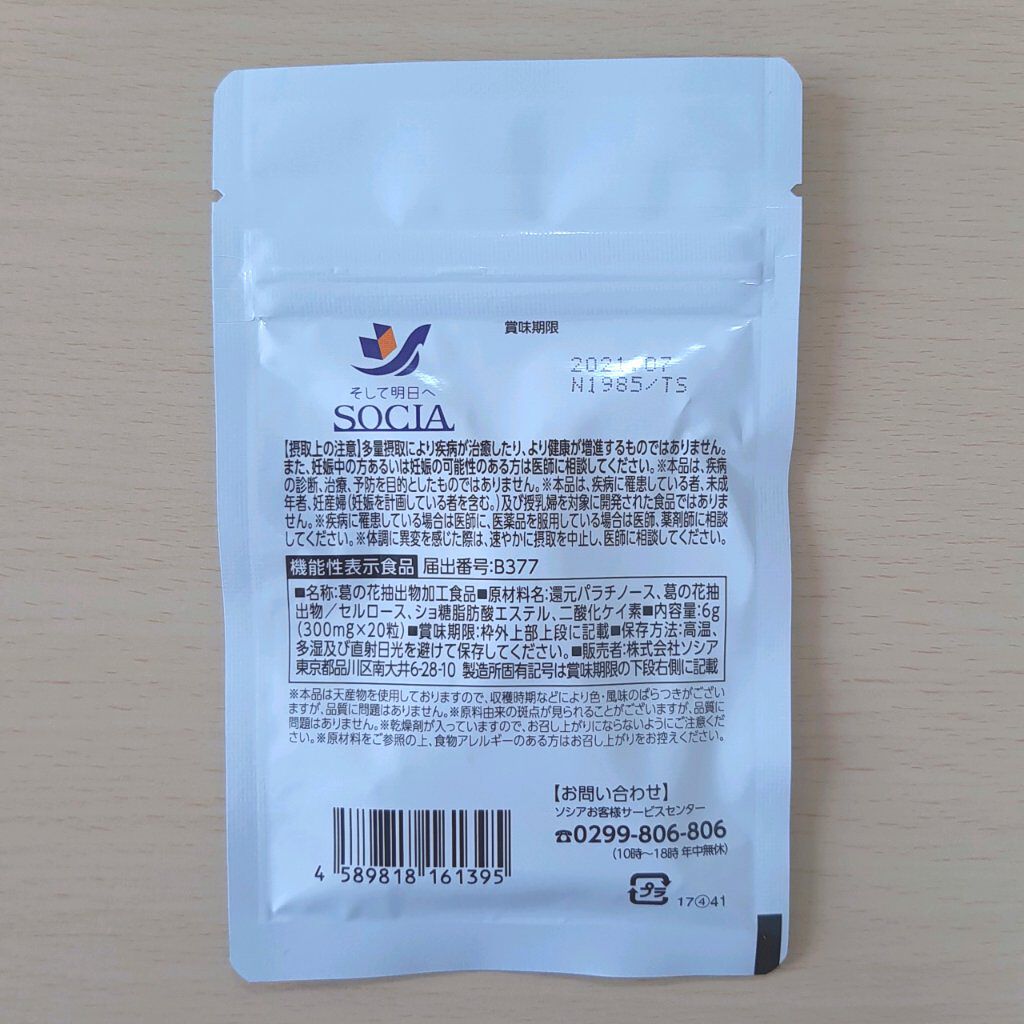 賞味期限
2021.07
N1985/TS
そして明日へ
SOCIA
【摂取上の注意】多量摂取により疾病が治癒したり、より健康が増進するものではありません。
また、妊娠中の方あるいは妊娠の可能性のある方は医師に相談してください。※本品は、疾病
の診断、治療、予防を目的としたものではありません。※本品は、疾病に罹患している者、未成
年者、妊産婦(妊娠を計画している者を含む。)及び授乳婦を対象に開発された食品ではありま
せん。※疾病に罹患している場合は医師に、医薬品を服用している場合は医師、薬剤師に相談
してください。※体調に異変を感じた際は、速やかに摂取を中止し、医師に相談してください。
機能性表示食品 届出番号:B377
■名称:葛の花抽出物加工食品■原材料名:還元パラチノース、葛の花抽
出物/セルロース、ショ糖脂肪酸エステル、二酸化ケイ素■内容量:6g
(300mg×20粒)■賞味期限:枠外上部上段に記載■保存方法:高温、
多湿及び直射日光を避けて保存してください。■販売者:株式会社ソシア
東京都品川区南大井6-28-10 製造所固有記号は賞味期限の下段右側に記載
※本品は天産物を使用しておりますので、収穫時期などにより色・風味のばらつきがござい
ますが、品質に問題はありません。※原料由来の斑点が見られることがございますが、品質に
問題はありません。※乾燥剤が入っていますので、お召し上がりにならないようにご注意くだ
さい。※原材料をご参照の上、食物アレルギーのある方はお召し上がりをお控えください。
【お問い合わせ】
ソシアお客様サービスセンター
☎0299-806-806
(10時〜18時 年中無休)
4 589818 161395
プラ
17④41